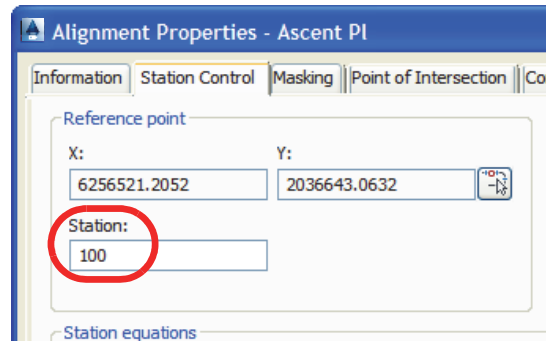 Alignment Properties - Ascent Pl
Information Station Control Masking Point of Intersection Co
Reference point
X: Y:
6256521.2052 2036643.0632
Station:
100
Station equations